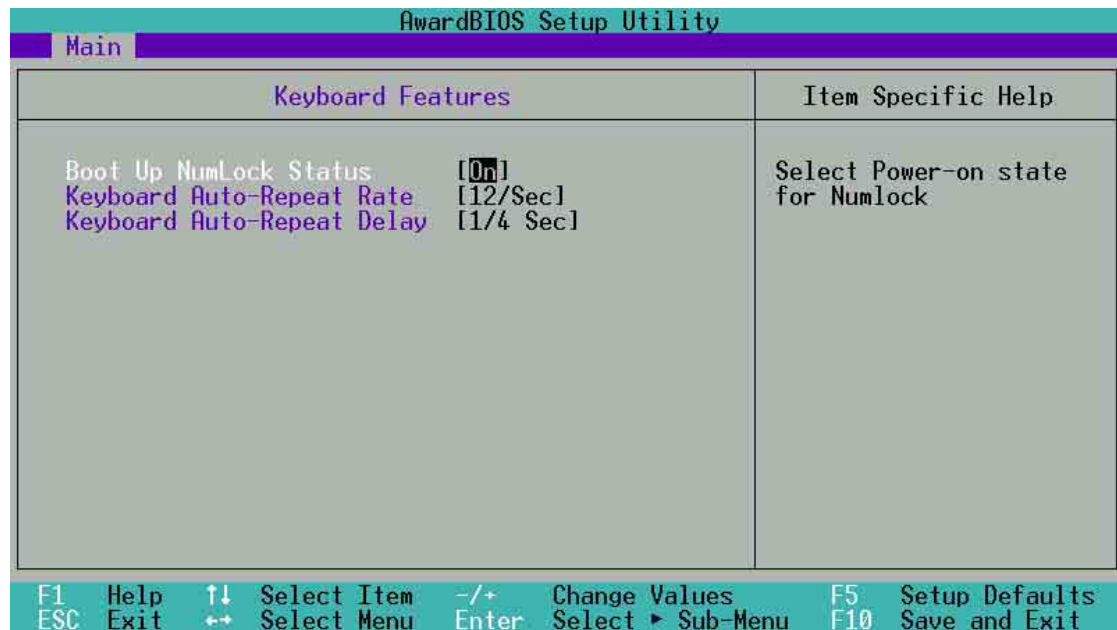 AwardBIOS Setup Utility
Main
Keyboard Features
Item Specific Help
Boot Up NumLock Status [On]
Keyboard Auto-Repeat Rate [12/Sec]
Keyboard Auto-Repeat Delay [1/4 Sec]
Select Power-on state
for Numlock
F1 Help ↑↓ Select Item -/+ Change Values F5 Setup Defaults
ESC Exit ←→ Select Menu Enter Select ► Sub-Menu F10 Save and Exit